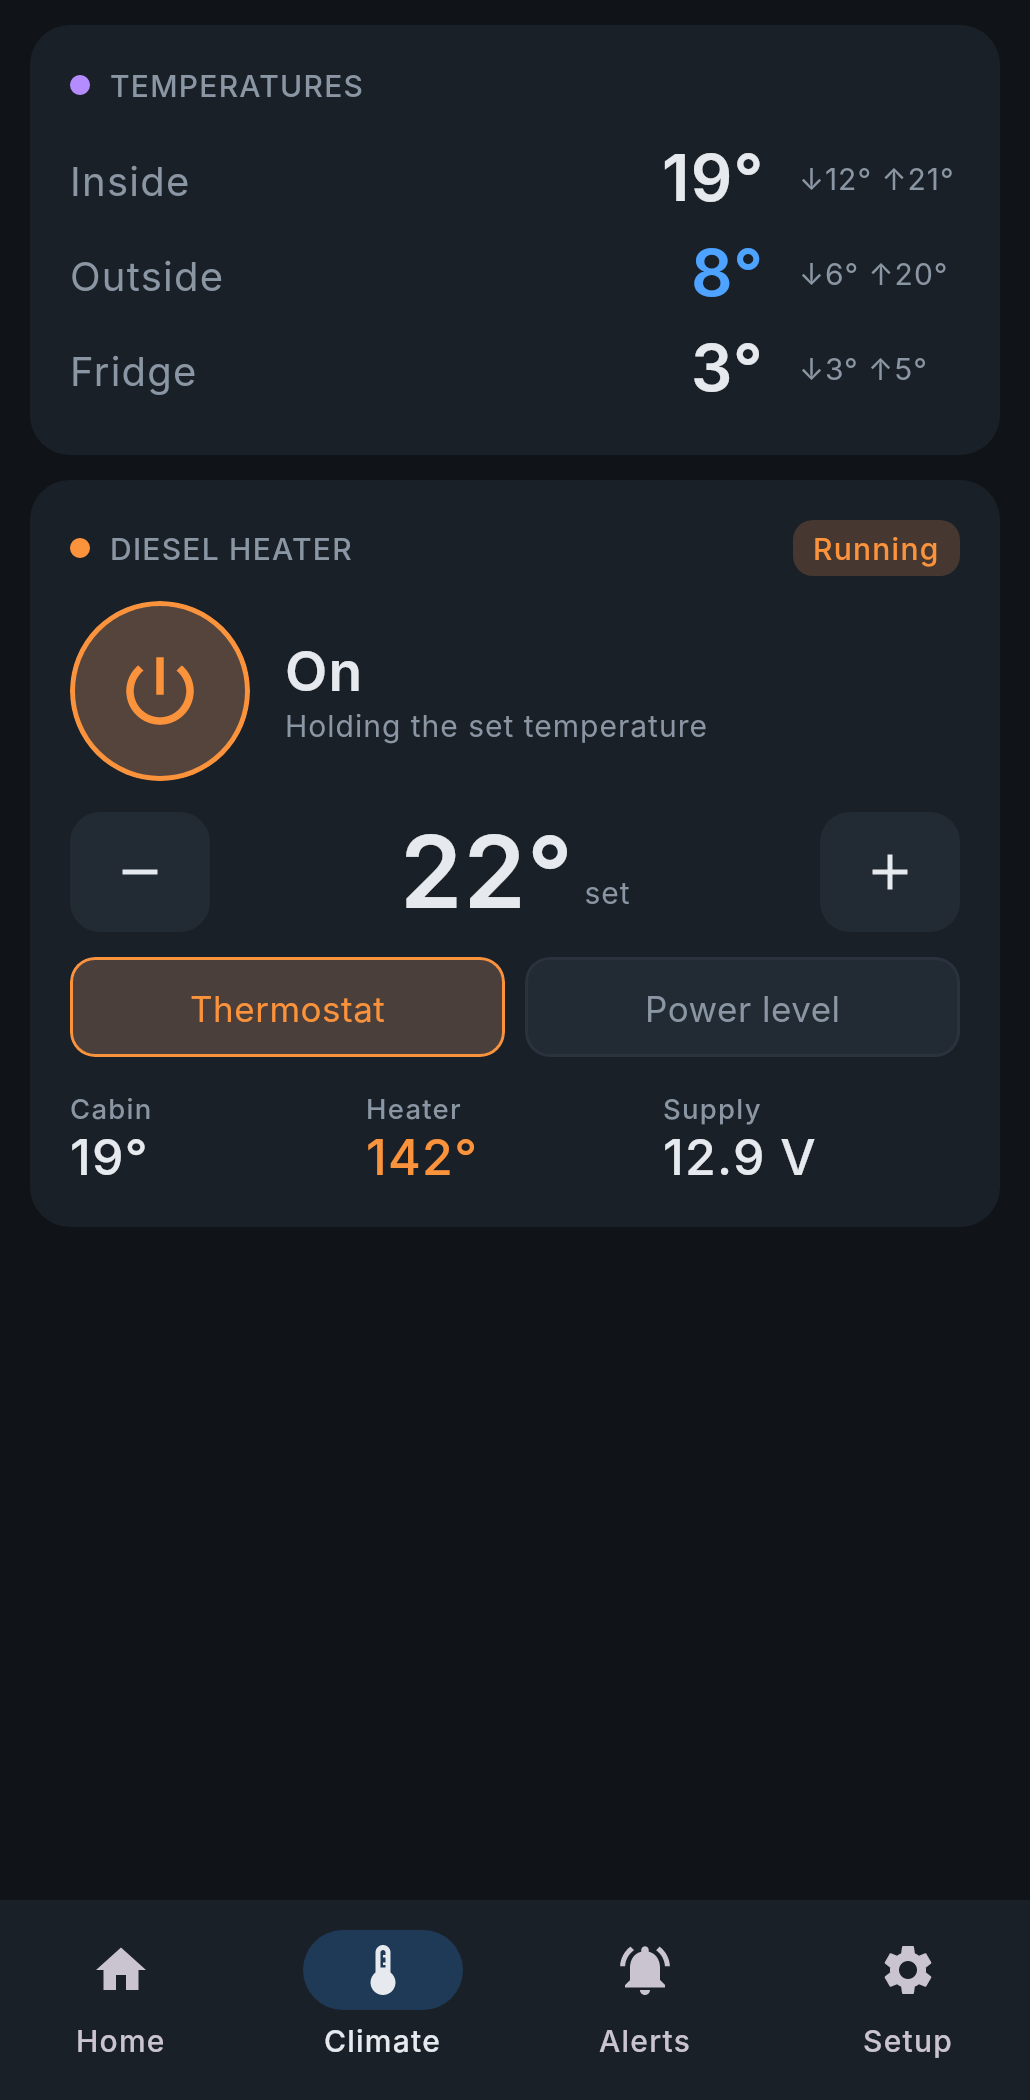 TEMPERATURES
Inside 19° ↓12° ↑21°
Outside 8° ↓6° ↑20°
Fridge 3° ↓3° ↑5°
DIESEL HEATER Running
On
Holding the set temperature
− 22° set +
Thermostat Power level
Cabin Heater Supply
19° 142° 12.9 V
Home Climate Alerts Setup